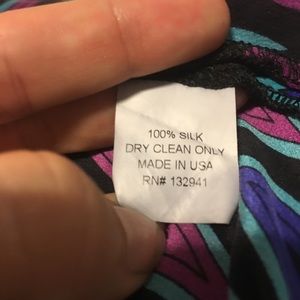 100% SILK
DRY CLEAN ONLY
MADE IN USA
RN# 132941